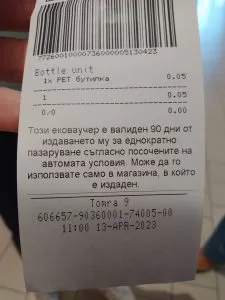 77260010000736000005130423
Bottle unit
1x PET бутилка 0.05
1 0.05
0/0 0.00
Този ековаучер е валиден 90 дни от
издаването му за еднократно
пазаруване съгласно посочените на
автомата условия. Може да го
използвате само в магазина, в който
е издаден.
Tomra 9
606657-90360001-74005-00
11:00 13-APR-2023